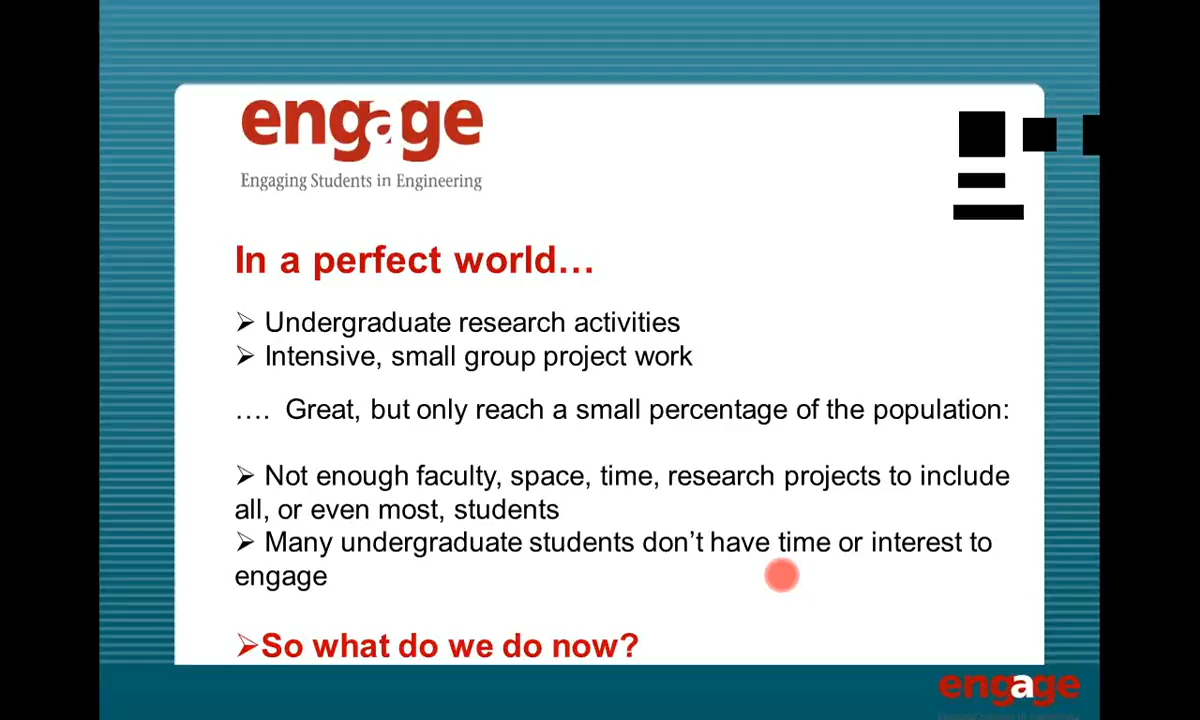 engage
Engaging Students in Engineering
In a perfect world…
➢ Undergraduate research activities
➢ Intensive, small group project work
…. Great, but only reach a small percentage of the population:
➢ Not enough faculty, space, time, research projects to include
all, or even most, students
➢ Many undergraduate students don’t have time or interest to
engage
➢So what do we do now?
engage